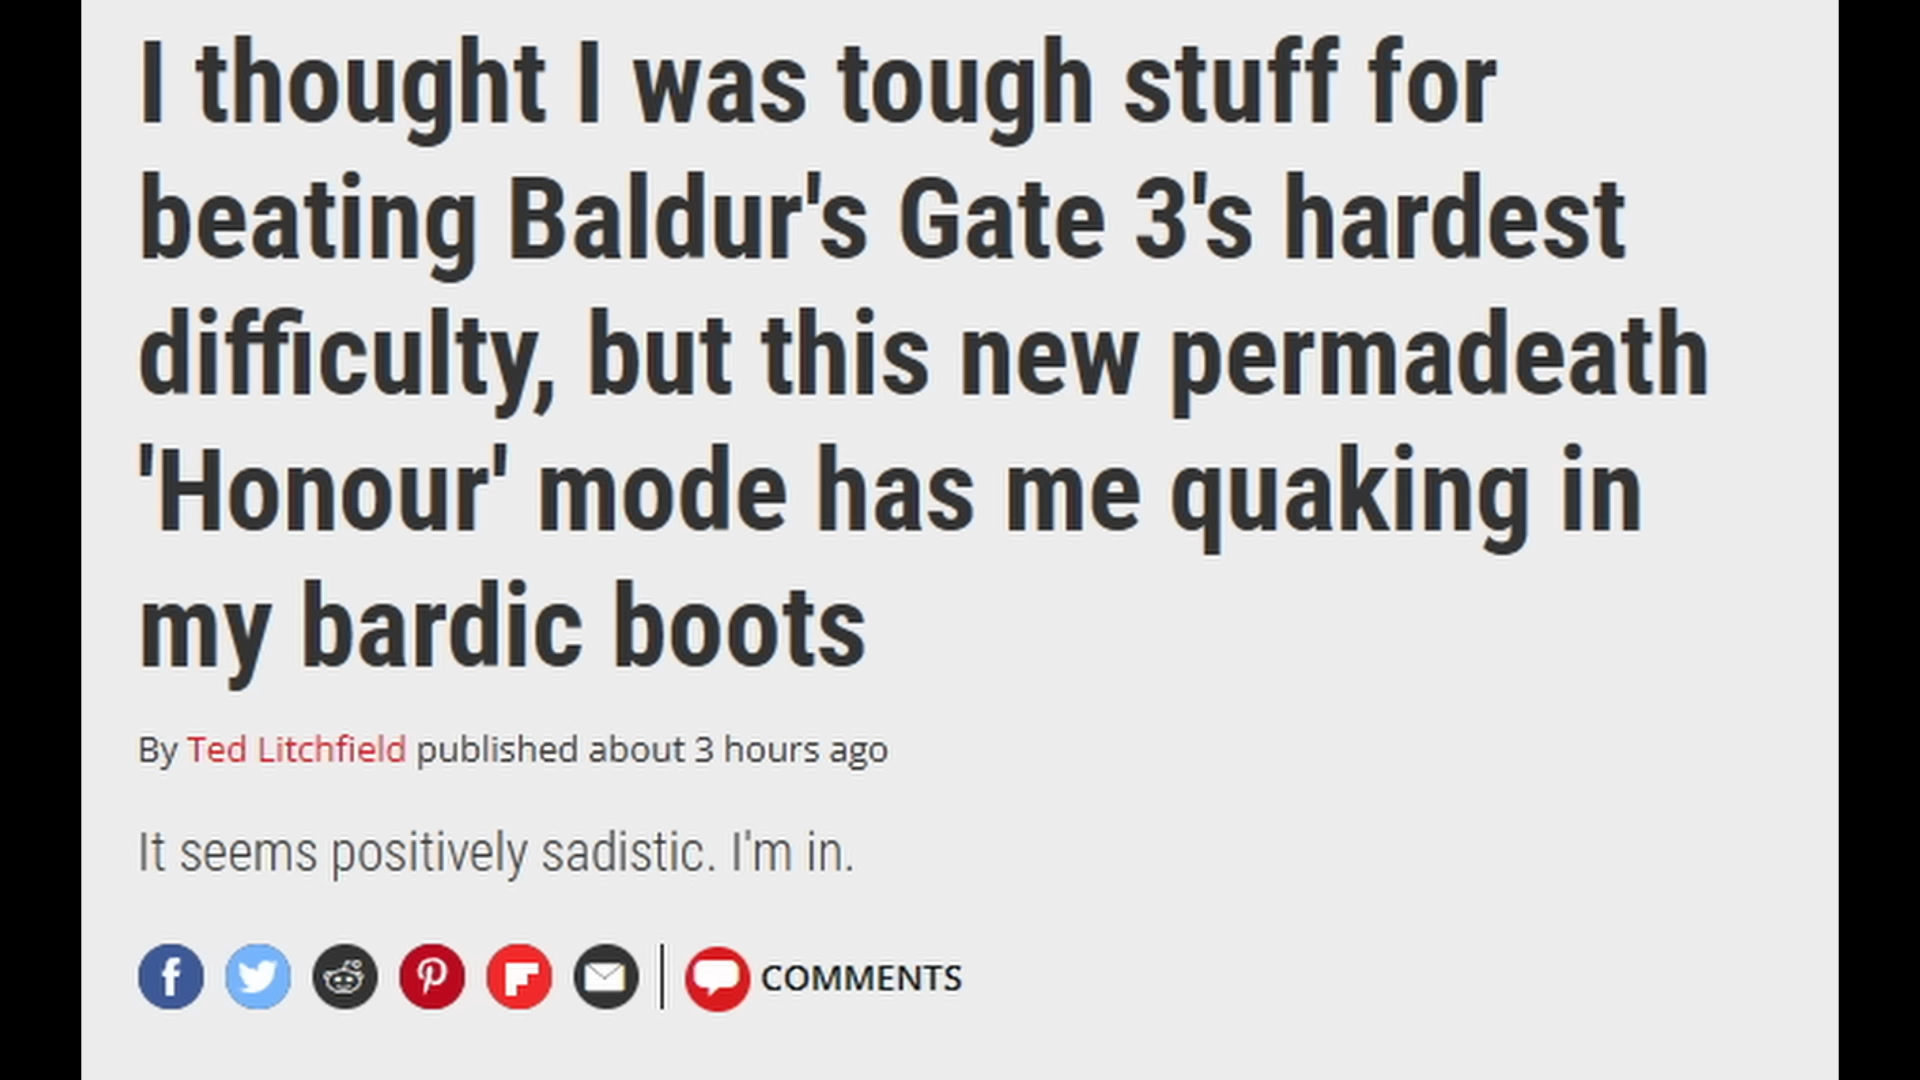 I thought I was tough stuff for
beating Baldur's Gate 3's hardest
difficulty, but this new permadeath
'Honour' mode has me quaking in
my bardic boots
By Ted Litchfield published about 3 hours ago
It seems positively sadistic. I'm in.
COMMENTS